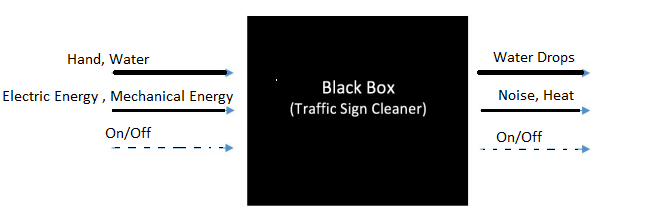 Hand, Water
Electric Energy , Mechanical Energy
On/Off
Black Box
(Traffic Sign Cleaner)
Water Drops
Noise, Heat
On/Off